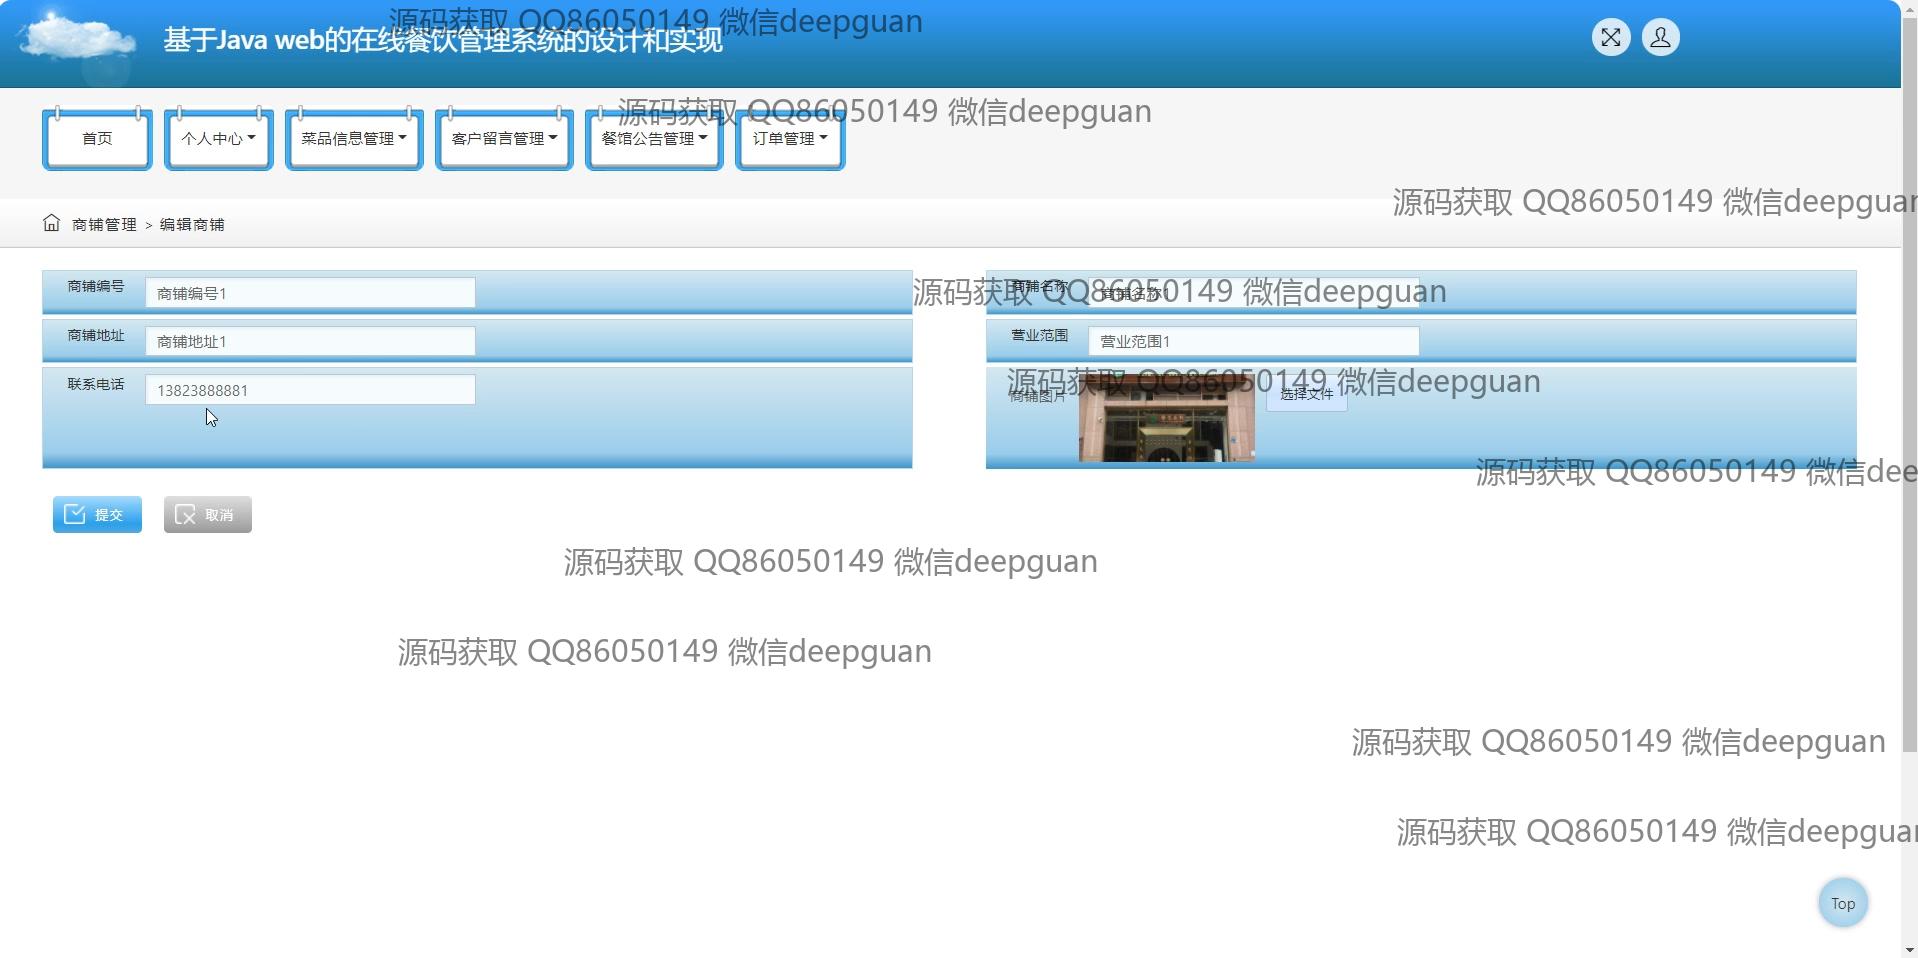 源码获取 QQ86050149 微信deepguan
基于Java web的在线餐饮管理系统的设计和实现
源码获取 QQ86050149 微信deepguan
首页 个人中心 菜品信息管理 客户留言管理 餐馆公告管理 订单管理
源码获取 QQ86050149 微信deepguan
商铺管理 > 编辑商铺
商铺编号 商铺编号1
商铺名称 商铺名称1
源码获取 QQ86050149 微信deepguan
商铺地址 商铺地址1
营业范围 营业范围1
联系电话 13823888881
源码获取 QQ86050149 微信deepguan
商铺图片 选择文件
源码获取 QQ86050149 微信dee
提交 取消
源码获取 QQ86050149 微信deepguan
源码获取 QQ86050149 微信deepguan
源码获取 QQ86050149 微信deepguan
源码获取 QQ86050149 微信deepguan
Top